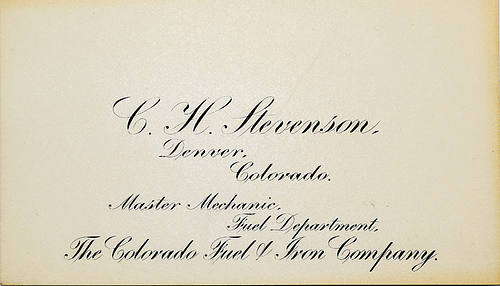 C. H. Stevenson.
Denver,
Colorado.
Master Mechanic,
Fuel Department,
The Colorado Fuel & Iron Company.